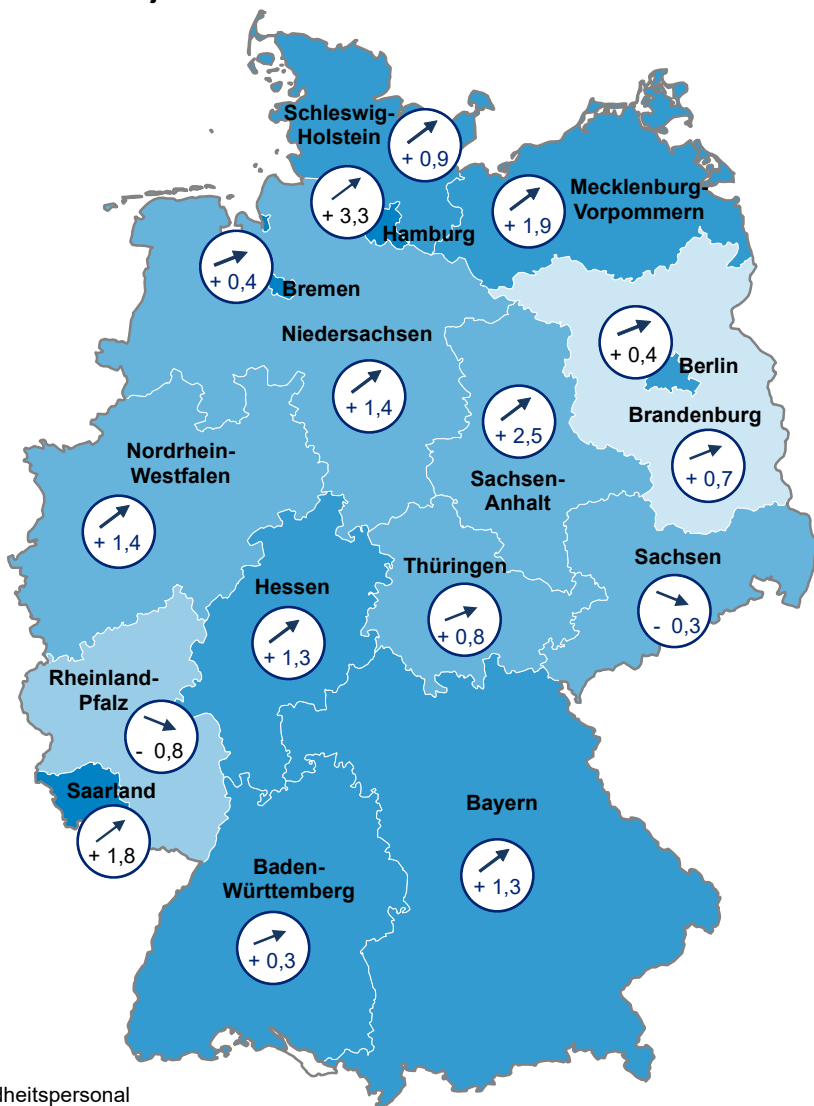 Schleswig-
Holstein
+ 0,9
Mecklenburg-
Vorpommern
+ 1,9
+ 3,3
Hamburg
+ 0,4
Bremen
Niedersachsen
+ 1,4
+ 0,4
Berlin
Brandenburg
+ 0,7
+ 2,5
Sachsen-
Anhalt
Nordrhein-
Westfalen
+ 1,4
Hessen
+ 1,3
Thüringen
+ 0,8
Sachsen
- 0,3
Rheinland-
Pfalz
- 0,8
Saarland
+ 1,8
Bayern
+ 1,3
Baden-
Württemberg
+ 0,3
dheitspersonal